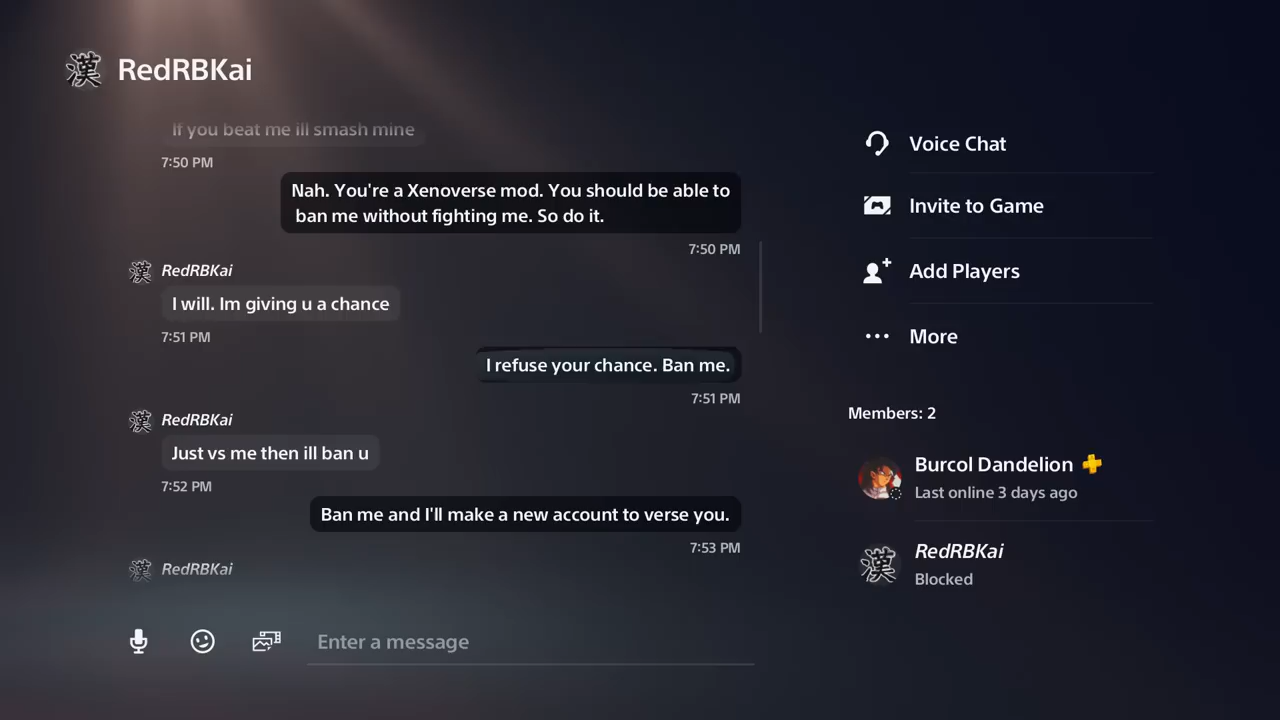 漢 RedRBKai
If you beat me ill smash mine
7:50 PM
Nah. You're a Xenoverse mod. You should be able to
ban me without fighting me. So do it.
7:50 PM
漢 RedRBKai
I will. Im giving u a chance
7:51 PM
I refuse your chance. Ban me.
7:51 PM
漢 RedRBKai
Just vs me then ill ban u
7:52 PM
Ban me and I'll make a new account to verse you.
7:53 PM
漢 RedRBKai
Enter a message
Voice Chat
Invite to Game
Add Players
More
Members: 2
Burcol Dandelion
Last online 3 days ago
漢 RedRBKai
Blocked